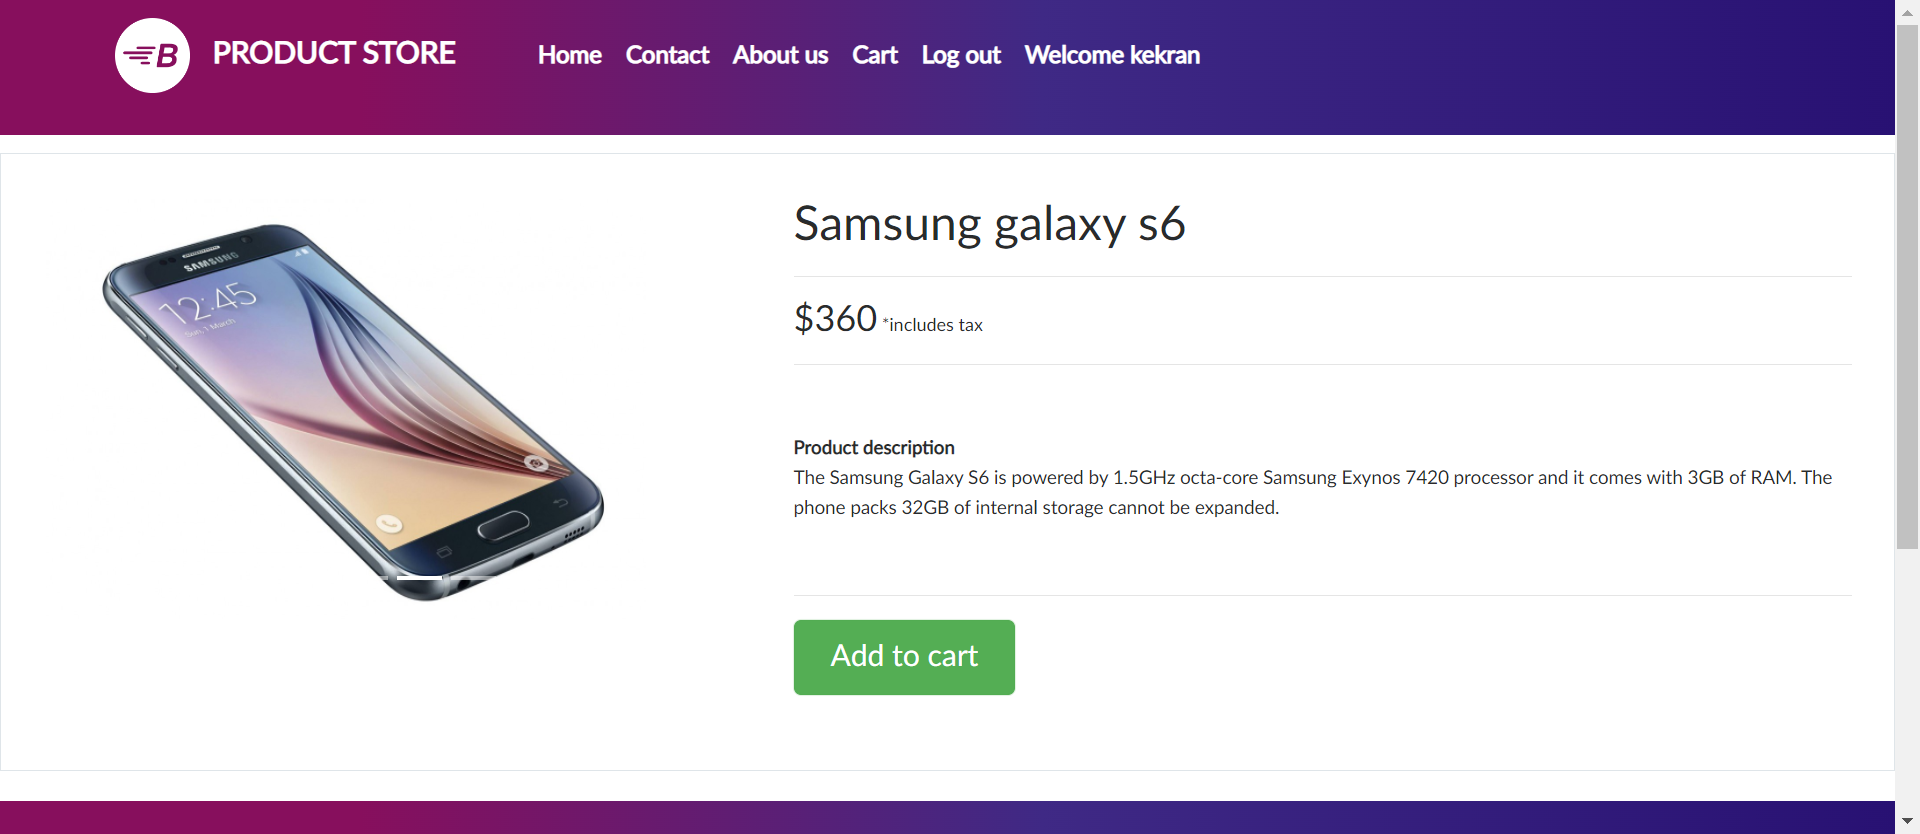 B PRODUCT STORE Home Contact About us Cart Log out Welcome kekran
Samsung galaxy s6
SAMSUNG
12:45
Sun, 1 March
$360 *includes tax
Product description
The Samsung Galaxy S6 is powered by 1.5GHz octa-core Samsung Exynos 7420 processor and it comes with 3GB of RAM. The
phone packs 32GB of internal storage cannot be expanded.
Add to cart